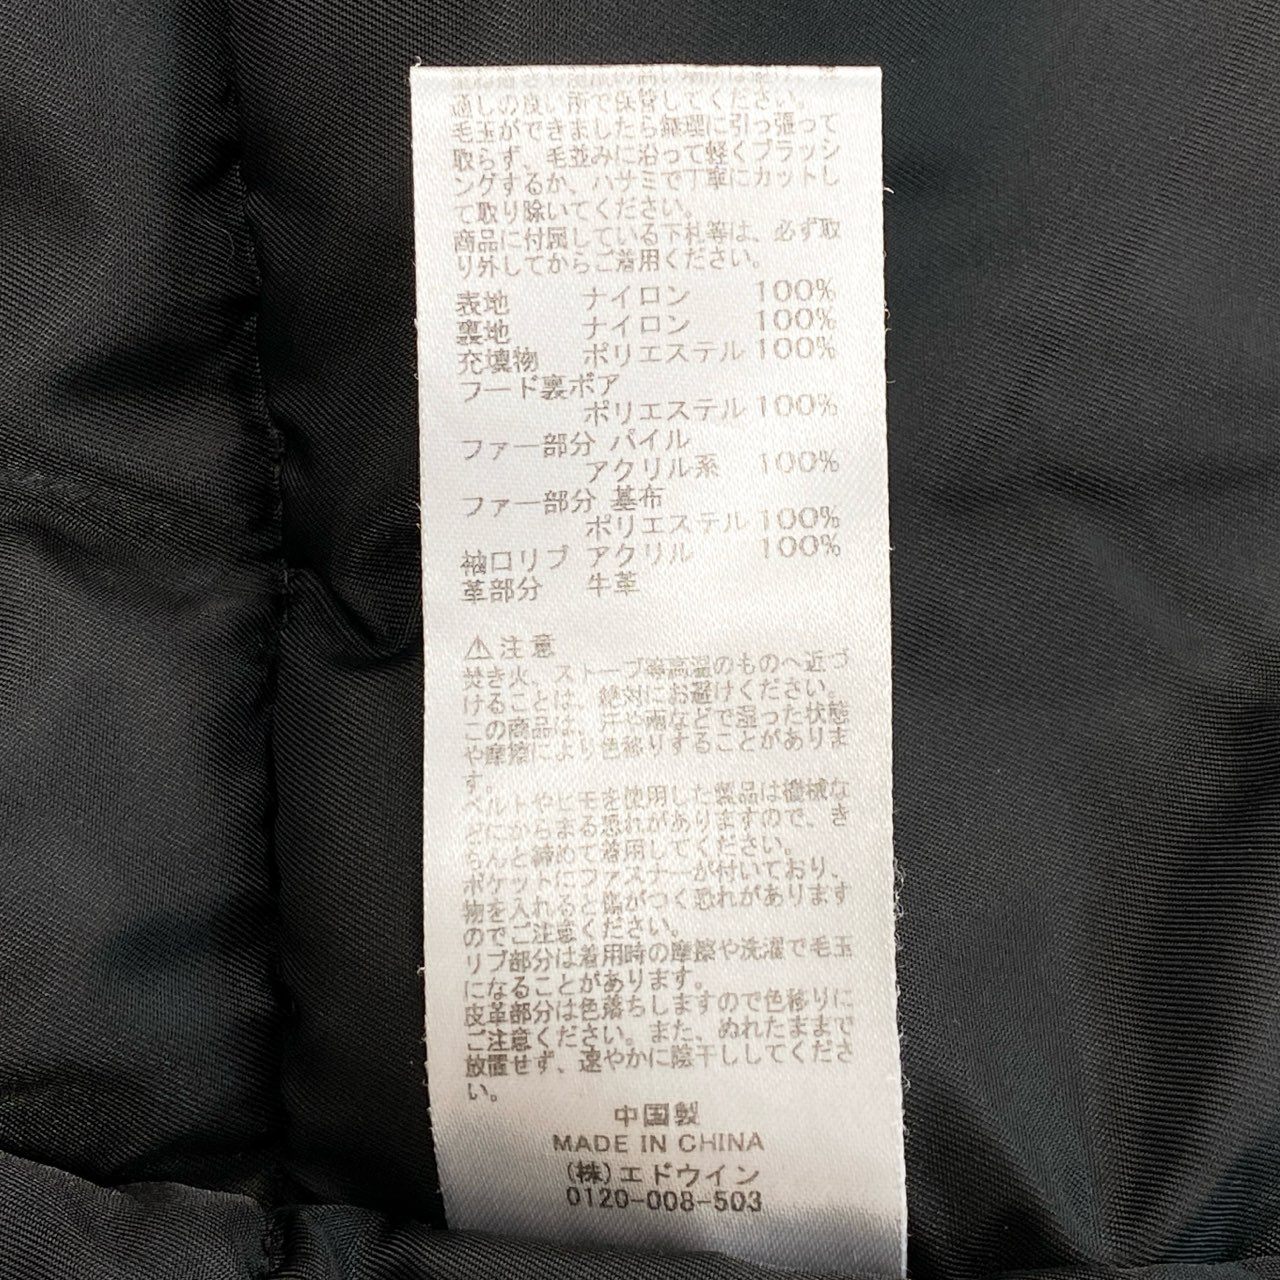 通しの良い所で保管してください。
毛玉ができましたら無理に引っ張って
取らず、毛並みに沿って軽くブラッシ
ングするか、ハサミで丁寧にカットし
て取り除いてください。
商品に付属している下札等は、必ず取
り外してからご着用ください。
表地 ナイロン 100%
裏地 ナイロン 100%
充填物 ポリエステル 100%
フード裏ボア
ポリエステル 100%
ファー部分 パイル
アクリル系 100%
ファー部分 基布
ポリエステル 100%
袖口リブ アクリル 100%
革部分 牛革
⚠注意
焚き火、ストーブ等高温のものへ近づ
けることは、絶対にお避けください。
この商品は、汗や雨などで湿った状態
や摩擦により色移りすることがありま
す。
ベルトやヒモを使用した製品は機械な
どにからまる恐れがありますので、き
ちんと締めて着用してください。
ポケットにファスナーが付いており、
物を入れると傷がつく恐れがあります
のでご注意ください。
リブ部分は着用時の摩擦や洗濯で毛玉
になることがあります。
皮革部分は色落ちしますので色移りに
ご注意ください。また、ぬれたままで
放置せず、速やかに陰干ししてくださ
い。
中国製
MADE IN CHINA
(株)エドウイン
0120-008-503